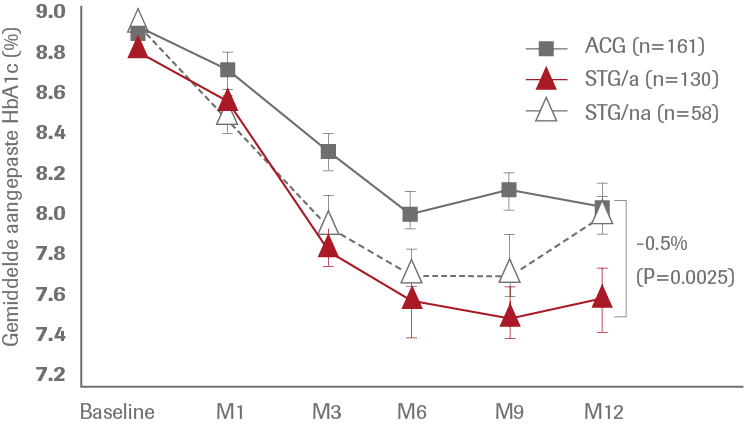 Gemiddelde aangepaste HbA1c (%)
9.0
8.8
8.6
8.4
8.2
8.0
7.8
7.6
7.4
7.2
ACG (n=161)
STG/a (n=130)
STG/na (n=58)
-0.5%
(P=0.0025)
Baseline M1 M3 M6 M9 M12